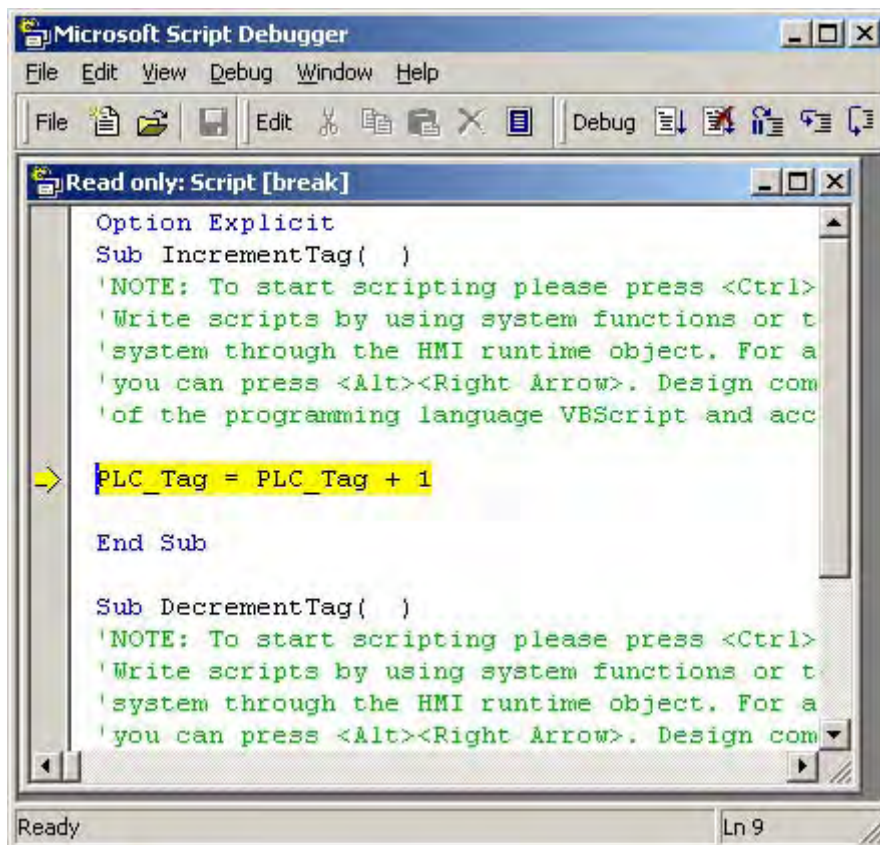 Microsoft Script Debugger
File Edit View Debug Window Help
File Edit Debug
Read only: Script [break]
Option Explicit
Sub IncrementTag( )
'NOTE: To start scripting please press <Ctrl>
'Write scripts by using system functions or t
'system through the HMI runtime object. For a
'you can press <Alt><Right Arrow>. Design com
'of the programming language VBScript and acc
PLC_Tag = PLC_Tag + 1
End Sub
Sub DecrementTag( )
'NOTE: To start scripting please press <Ctrl>
'Write scripts by using system functions or t
'system through the HMI runtime object. For a
'you can press <Alt><Right Arrow>. Design com
Ready Ln 9